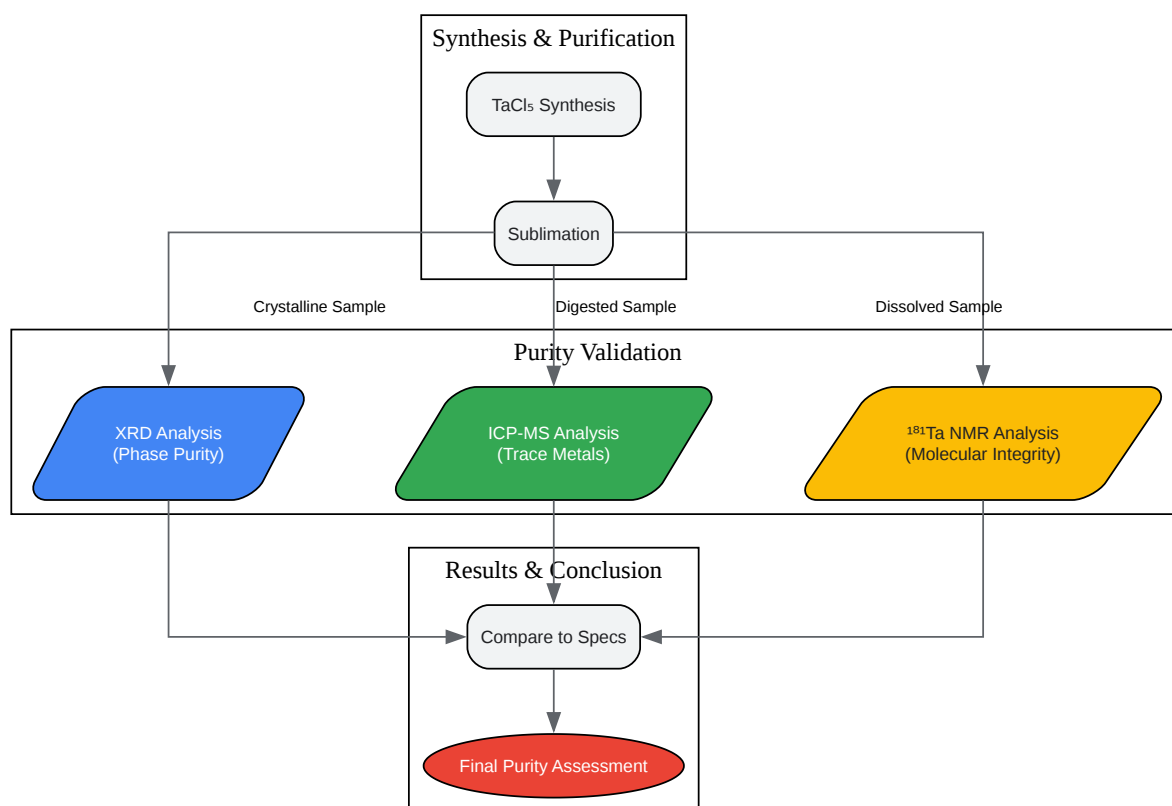 Synthesis & Purification
TaCl₅ Synthesis
Sublimation
Crystalline Sample
Digested Sample
Dissolved Sample
Purity Validation
XRD Analysis
(Phase Purity)
ICP-MS Analysis
(Trace Metals)
¹⁸¹Ta NMR Analysis
(Molecular Integrity)
Results & Conclusion
Compare to Specs
Final Purity Assessment